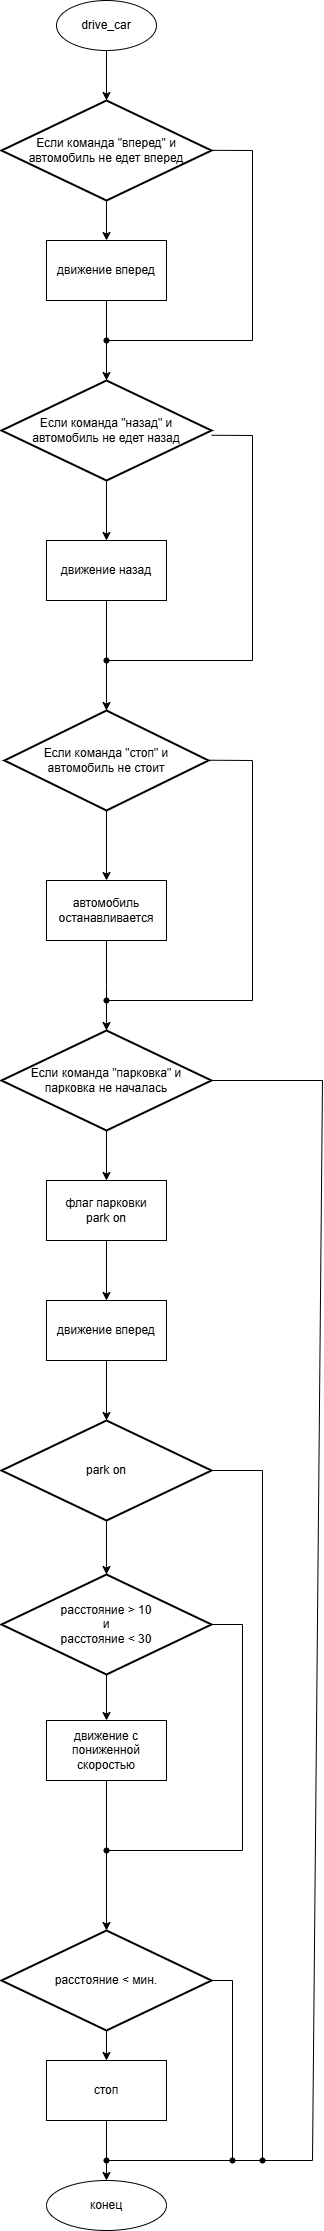 drive_car
Если команда "вперед" и
автомобиль не едет вперед
движение вперед
Если команда "назад" и
автомобиль не едет назад
движение назад
Если команда "стоп" и
автомобиль не стоит
автомобиль
останавливается
Если команда "парковка" и
парковка не началась
флаг парковки
park on
движение вперед
park on
расстояние > 10
и
расстояние < 30
движение с
пониженной
скоростью
расстояние < мин.
стоп
конец